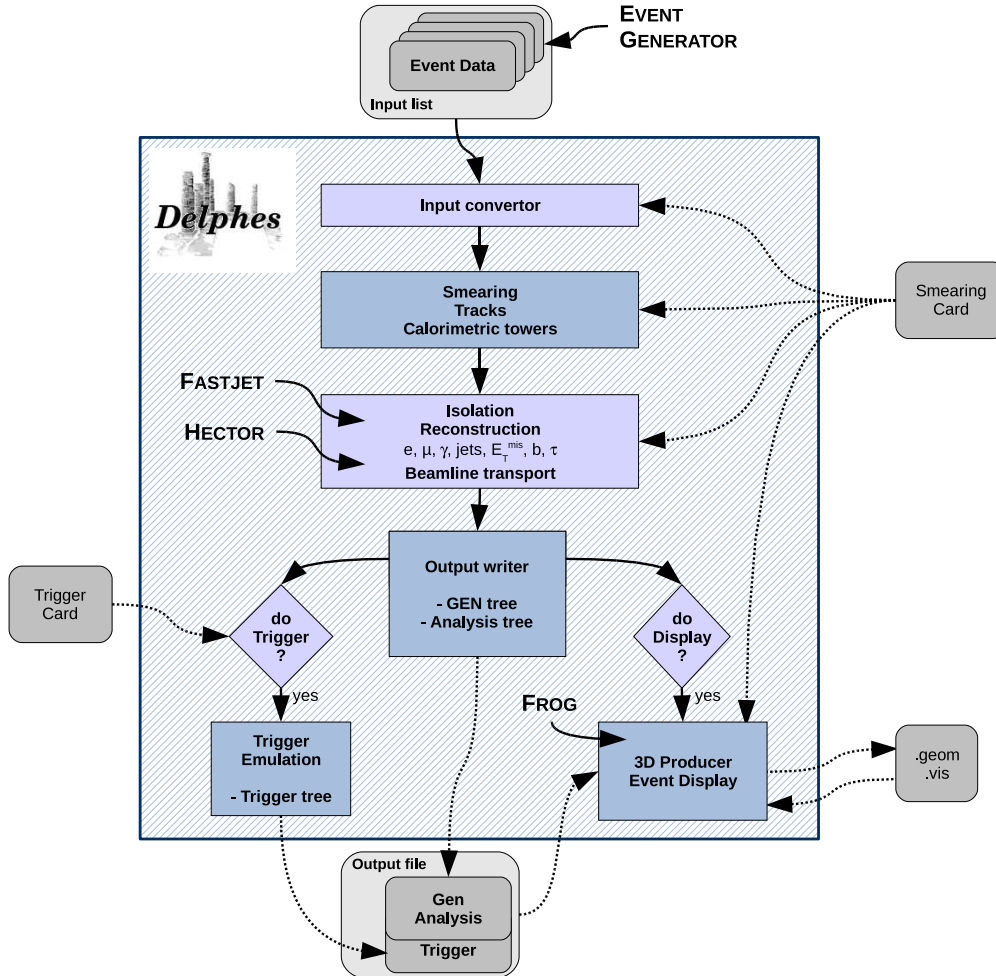 EVENT
GENERATOR
Event Data
Input list
Delphes
Input convertor
Smearing
Tracks
Calorimetric towers
Smearing
Card
FASTJET
HECTOR
Isolation
Reconstruction
e, μ, γ, jets, E_T^mis, b, τ
Beamline transport
Output writer
- GEN tree
- Analysis tree
Trigger
Card
do
Trigger
?
yes
do
Display
?
yes
FROG
Trigger
Emulation
- Trigger tree
3D Producer
Event Display
.geom
.vis
Output file
Gen
Analysis
Trigger